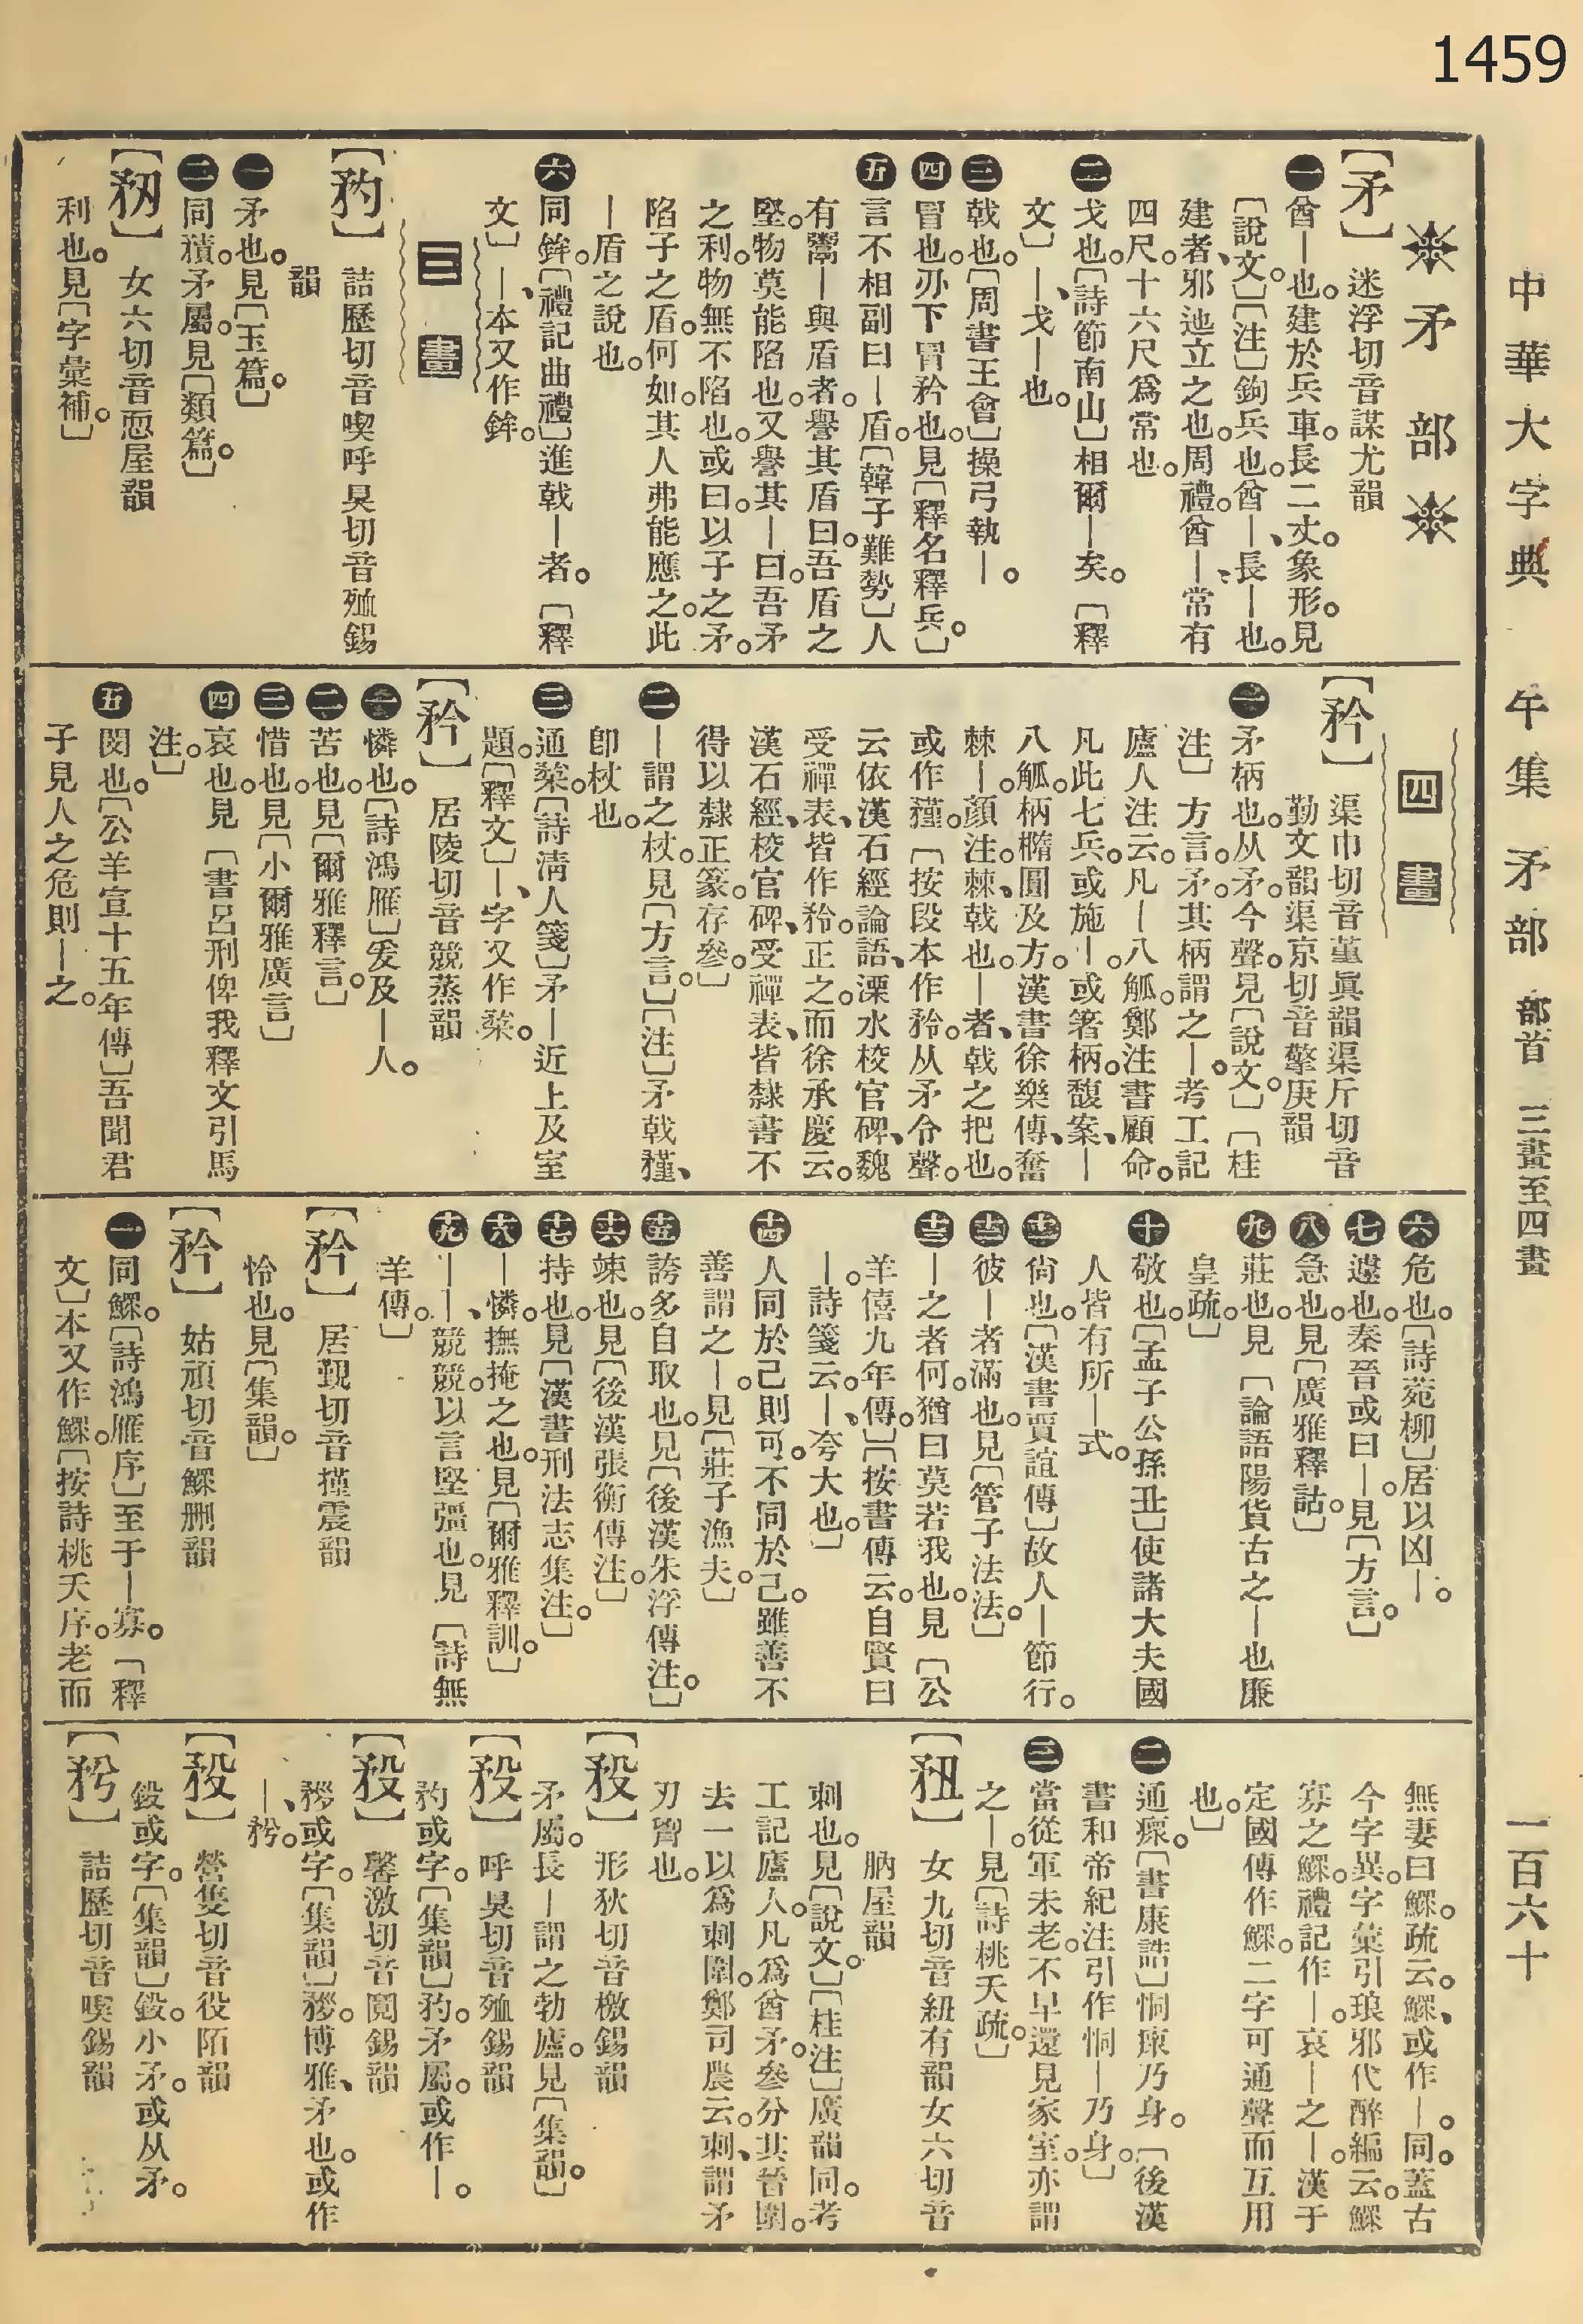 1459
中華大字典 午集 矛部 部首 三畫至四畫 一百六十
矛部
〔矛〕 迷浮切音謀尤韻
一 酋—也。建於兵車。長二丈。象形。見
〔說文〕〔注〕鉤兵也。酋—、長—也。
建者、邪迆立之也。周禮。酋—、常有
四尺。十六尺爲常也。
二 戈也。〔詩節南山〕相爾—矣。〔釋
文〕—、戈—也。
三 戟也。〔周書王會〕操弓執—。
四 冒也。刃下冒矜也。見〔釋名釋兵。〕
五 言不相副曰—盾。〔韓子難勢〕人
有鬻—與盾者。譽其盾曰。吾盾之
堅。物莫能陷也。又譽其—曰。吾矛
之利。物無不陷也。或曰。以子之矛。
陷子之盾。何如。其人弗能應之。此
—盾之說也。
六 同鉾。〔禮記曲禮〕進戟—者。〔釋
文〕—、本又作鉾。
三畫
〔矿〕 詰歷切音喫呼狊切音殈錫
韻
一 矛也。見〔玉篇。〕
二 同䂎。矛屬。見〔類篇。〕
〔𥎊〕 女六切音恧屋韻
利也。見〔字彙補。〕
四畫
〔矜〕 渠巾切音菫眞韻渠斤切音
勤文韻渠京切音擎庚韻
一 矛柄也。从矛。今聲。見〔說文。〕〔桂
注〕方言。矛。其柄謂之—。考工記
廬人注云。凡—八觚。鄭注書顧命。
凡此七兵。或施—。或箸柄。馥案、—
八觚。柄橢圓及方。漢書徐樂傳、奮
棘—。顏注。棘、戟也。—者、戟之把也。
或作㻷。〔按段本作矝。从矛令聲。
云依漢石經論語、溧水校官碑、魏
受禪表、皆作矝。正之。而徐承慶云。
漢石經、校官碑、受禪表、皆隸書不
得以隸正篆。存參。〕
二 —謂之杖。見〔方言。〕〔注〕矛戟䂓、
卽杖也。
三 通䅆。〔詩淸人箋〕矛—近上及室
題。〔釋文〕—、字又作䅆。
〔矜〕 居陵切音競蒸韻
一 憐也。〔詩鴻雁〕爰及—人。
二 苦也。見〔爾雅釋言。〕
三 惜也。見〔小爾雅廣言〕
四 哀也。見〔書呂刑俾我釋文引馬
注。〕
五 閔也。〔公羊宣十五年傳〕吾聞君
子見人之危則—之。
六 危也。〔詩菀柳〕居以凶—。
七 遽也。秦晉或曰—。見〔方言。〕
八 急也。見〔廣雅釋詁。〕
九 莊也。見〔論語陽貨古之—也廉
皇疏。〕
十 敬也。〔孟子公孫丑〕使諸大夫國
人皆有所—式。
十一 尙也。〔漢書賈誼傳〕故人—節行。
十二 彼—者滿也。見〔管子法法。〕
十三 —之者何。猶曰莫若我也。見〔公
羊僖九年傳。〕〔按書傳云。自賢曰
—。詩箋云。—、夸大也。〕
十四 人同於己則可。不同於己。雖善不
善謂之—。見〔莊子漁夫。〕
十五 誇多自取也。見〔後漢朱浮傳注。〕
十六 竦也。見〔後漢張衡傳注。〕
十七 持也。見〔漢書刑法志集注。〕
十八 —憐、撫掩之也。見〔爾雅釋訓。〕
十九 ——、競競。以言堅彊也。見〔詩無
羊傳。〕
〔矜〕 居覲切音墐震韻
怜也。見〔集韻。〕
〔矜〕 姑頑切音鰥刪韻
一 同鰥。〔詩鴻雁序〕至于—寡。〔釋
文〕本又作鰥。〔按詩桃夭序。老而
無妻曰鰥。疏云。鰥、或作—。同。蓋古
今字異。字彙引琅邪代醉編云。鰥
寡之鰥。禮記作—。哀—之—。漢于
定國傳作鰥。二字可通聲而互用
也。〕
二 通瘝。〔書康誥〕恫瘝乃身。〔後漢
書和帝紀注引作恫—乃身。〕
三 當從軍未老。不早還見家室。亦謂
之—。見〔詩桃夭疏。〕
〔䂇〕 女九切音紐有韻女六切音
肭屋韻
刺也。見〔說文。〕〔桂注〕廣韻同。考
工記廬人。凡爲酋矛。參分其晉圍。
去一以爲刺圍。鄭司農云。刺、謂矛
刃胷也。
〔𥍟〕 形狄切音檄錫韻
矛屬。長—謂之勃廬。見〔集韻。〕
〔𥍟〕 呼狊切音殈錫韻
矿或字。〔集韻〕矿。矛屬。或作—。
〔𥍟〕 馨激切音鬩錫韻
䂎或字。〔集韻〕䂎。博雅、矛也。或作
—、䂐。
〔𥍟〕 營隻切音役陌韻
鈠或字。〔集韻〕鈠。小矛。或从矛。
〔䂐〕 詰歷切音喫錫韻